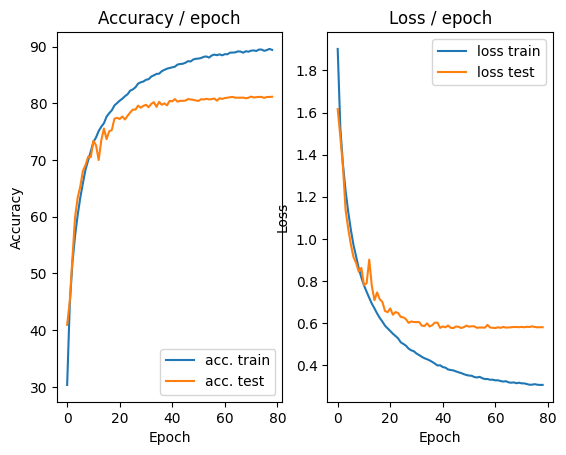 Accuracy / epoch
90
80
70
60
50
40
30
Accuracy
acc. train
acc. test
0
20
40
60
80
Epoch
Loss / epoch
1.8
1.6
1.4
1.2
1.0
0.8
0.6
0.4
Loss
loss train
loss test
0
20
40
60
80
Epoch